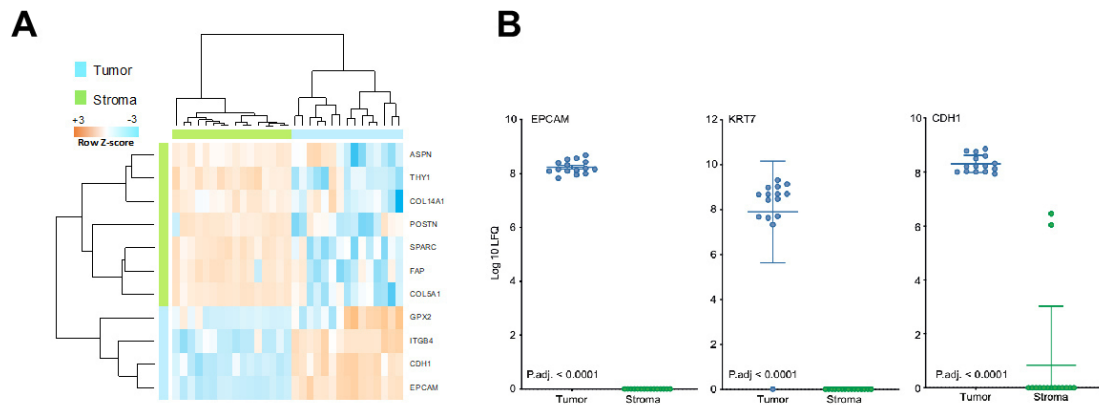 A
B
Tumor
Stroma
+3 -3
Row Z-score
ASPN
THY1
COL14A1
POSTN
SPARC
FAP
COL5A1
GPX2
ITGB4
CDH1
EPCAM
Log 10 LFQ
EPCAM
10
8
6
4
2
0
P.adj. < 0.0001
Tumor Stroma
KRT7
12
10
8
6
4
2
0
P.adj < 0.0001
Tumor Stroma
CDH1
10
8
6
4
2
0
P.adj. < 0.0001
Tumor Stroma